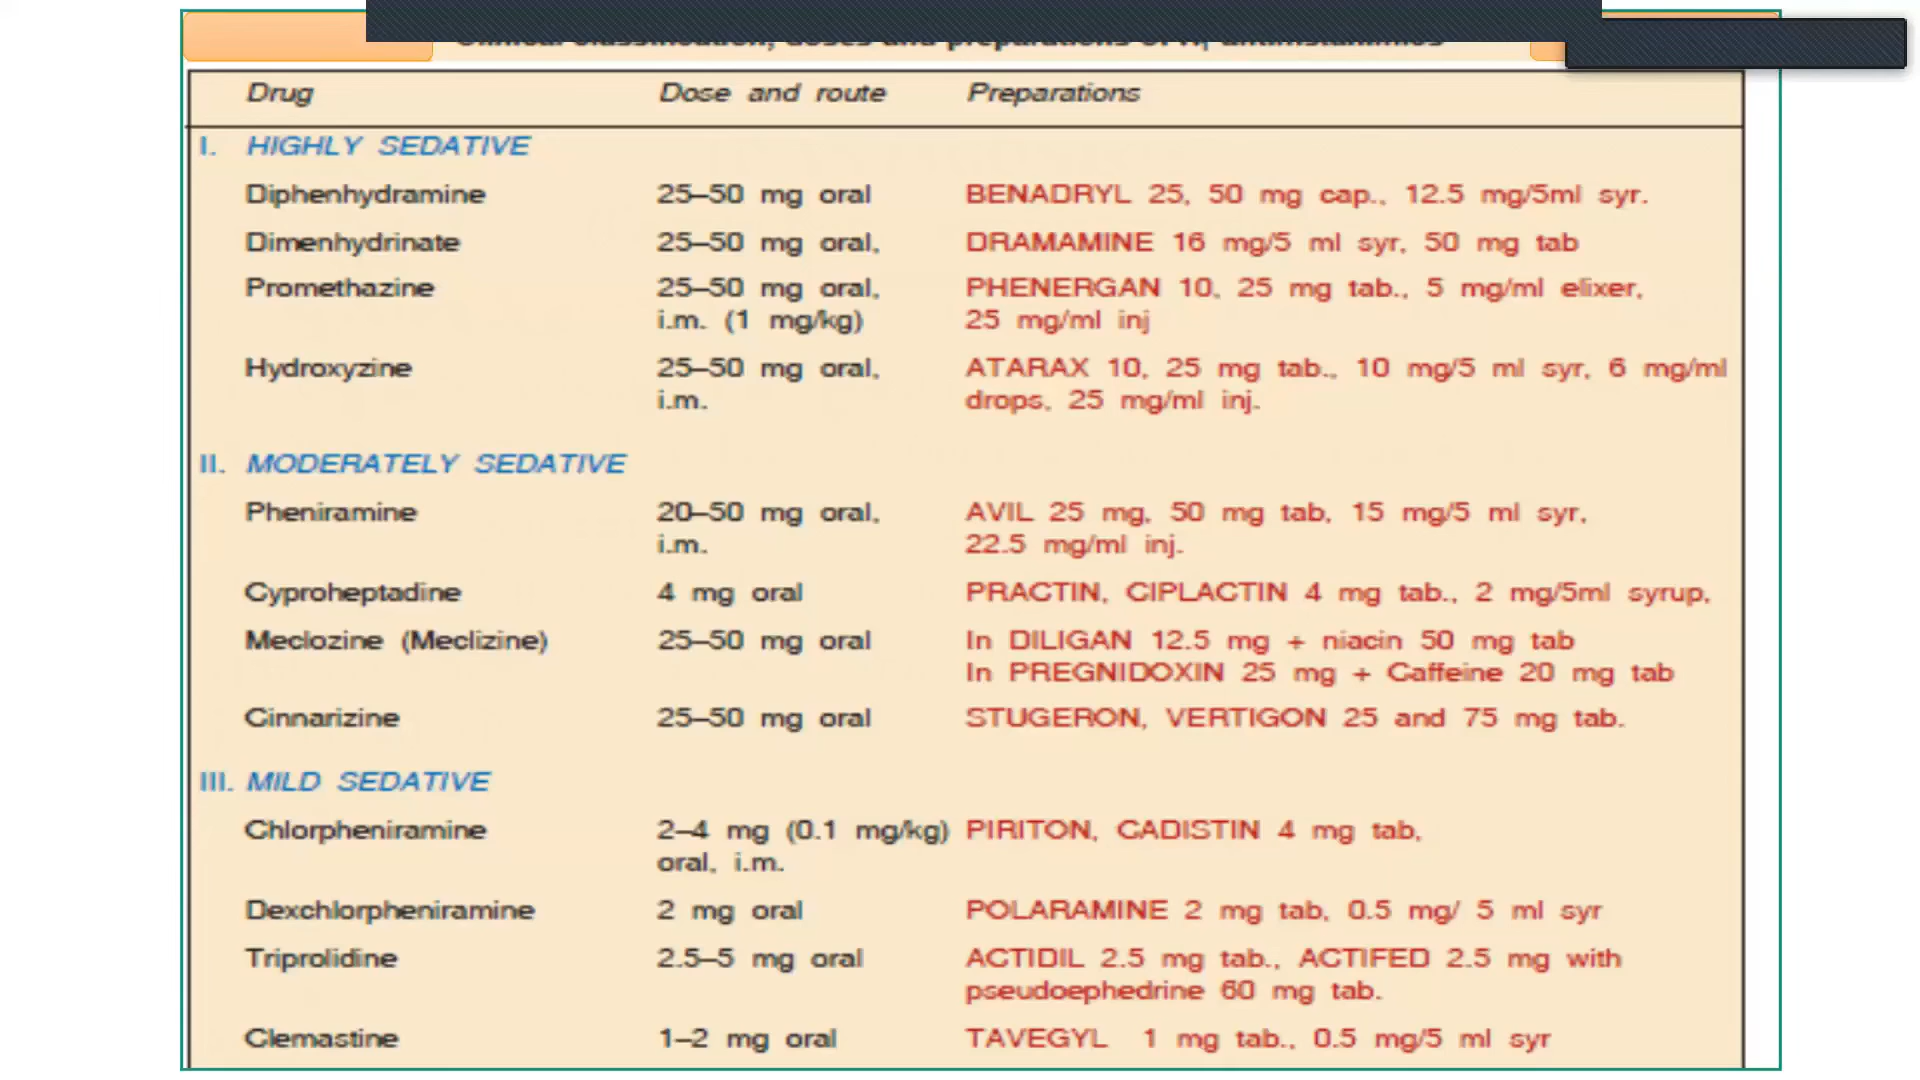 Drug Dose and route Preparations
I. HIGHLY SEDATIVE
Diphenhydramine 25–50 mg oral BENADRYL 25, 50 mg cap., 12.5 mg/5ml syr.
Dimenhydrinate 25–50 mg oral, DRAMAMINE 16 mg/5 ml syr, 50 mg tab
Promethazine 25–50 mg oral, PHENERGAN 10, 25 mg tab., 5 mg/ml elixer,
i.m. (1 mg/kg) 25 mg/ml inj
Hydroxyzine 25–50 mg oral, ATARAX 10, 25 mg tab., 10 mg/5 ml syr, 6 mg/ml
i.m. drops, 25 mg/ml inj.
II. MODERATELY SEDATIVE
Pheniramine 20–50 mg oral, AVIL 25 mg, 50 mg tab, 15 mg/5 ml syr,
i.m. 22.5 mg/ml inj.
Cyproheptadine 4 mg oral PRACTIN, CIPLACTIN 4 mg tab., 2 mg/5ml syrup,
Meclozine (Meclizine) 25–50 mg oral In DILIGAN 12.5 mg + niacin 50 mg tab
In PREGNIDOXIN 25 mg + Caffeine 20 mg tab
Cinnarizine 25–50 mg oral STUGERON, VERTIGON 25 and 75 mg tab.
III. MILD SEDATIVE
Chlorpheniramine 2–4 mg (0.1 mg/kg) PIRITON, CADISTIN 4 mg tab,
oral, i.m.
Dexchlorpheniramine 2 mg oral POLARAMINE 2 mg tab, 0.5 mg/ 5 ml syr
Triprolidine 2.5–5 mg oral ACTIDIL 2.5 mg tab., ACTIFED 2.5 mg with
pseudoephedrine 60 mg tab.
Clemastine 1–2 mg oral TAVEGYL 1 mg tab., 0.5 mg/5 ml syr